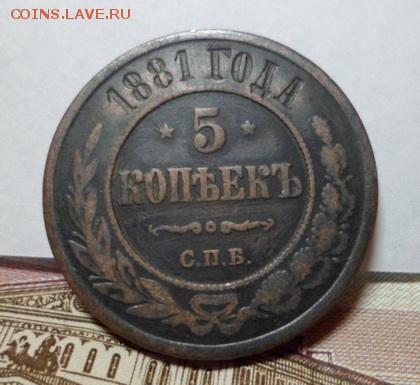 COINS.LAVE.RU
1881 ГОДА
5
КОПѢЕКЪ
С.П.Б.